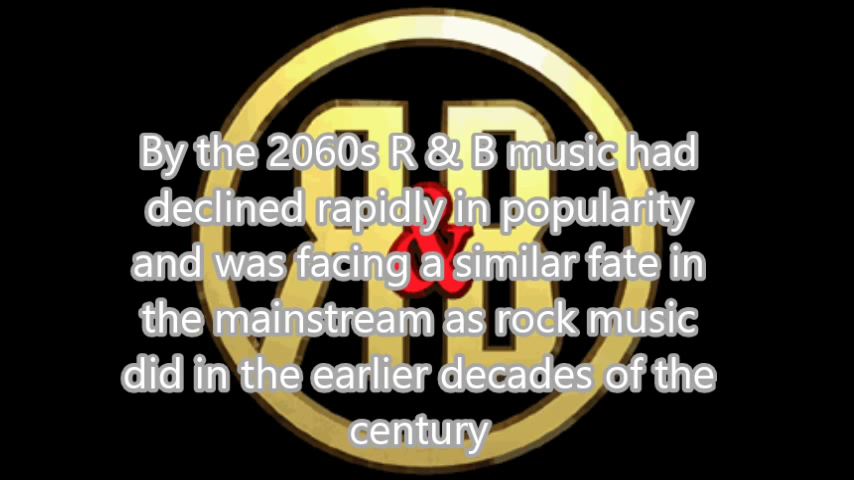 R&B
By the 2060s R & B music had
declined rapidly in popularity
and was facing a similar fate in
the mainstream as rock music
did in the earlier decades of the
century